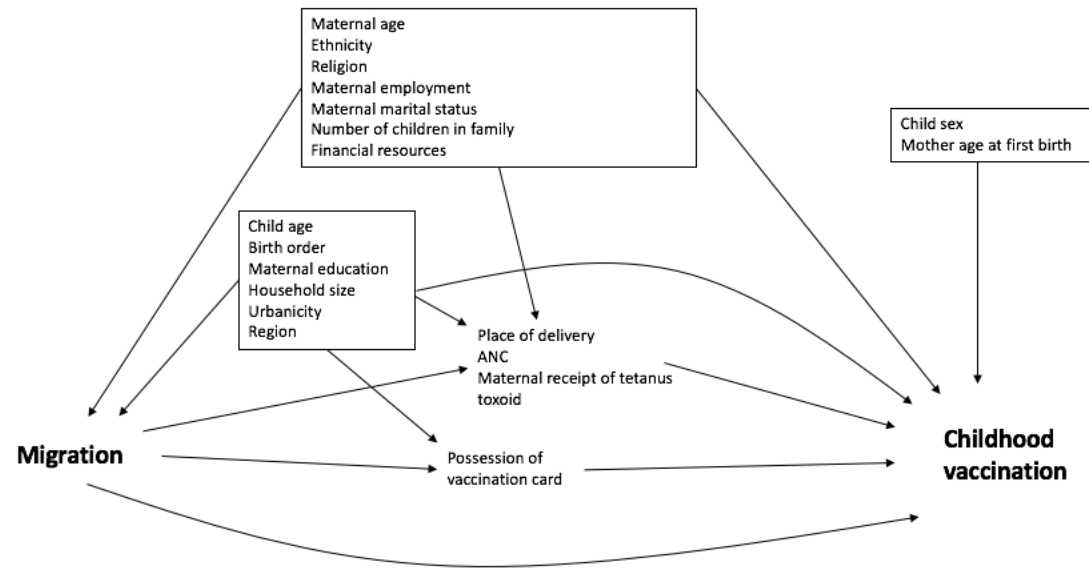 Maternal age
Ethnicity
Religion
Maternal employment
Maternal marital status
Number of children in family
Financial resources
Child sex
Mother age at first birth
Child age
Birth order
Maternal education
Household size
Urbanicity
Region
Place of delivery
ANC
Maternal receipt of tetanus
toxoid
Migration
Possession of
vaccination card
Childhood
vaccination